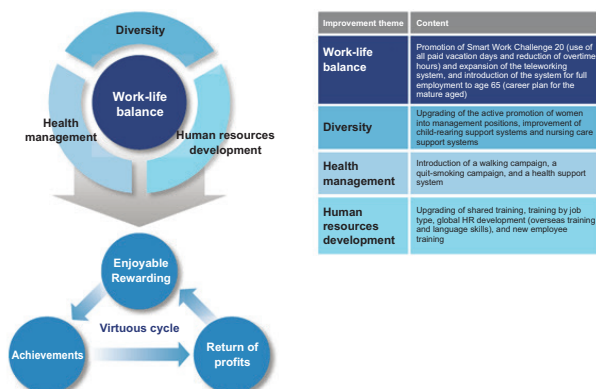 Diversity
Work-life
balance
Health
management
Human resources
development
Enjoyable
Rewarding
Virtuous cycle
Achievements
Return of
profits
Improvement theme Content
Work-life
balance
Promotion of Smart Work Challenge 20 (use of
all paid vacation days and reduction of overtime
hours) and expansion of the teleworking
system, and introduction of the system for full
employment to age 65 (career plan for the
mature aged)
Diversity
Upgrading of the active promotion of women
into management positions, improvement of
child-rearing support systems and nursing care
support systems
Health
management
Introduction of a walking campaign, a
quit-smoking campaign, and a health support
system
Human
resources
development
Upgrading of shared training, training by job
type, global HR development (overseas training
and language skills), and new employee
training